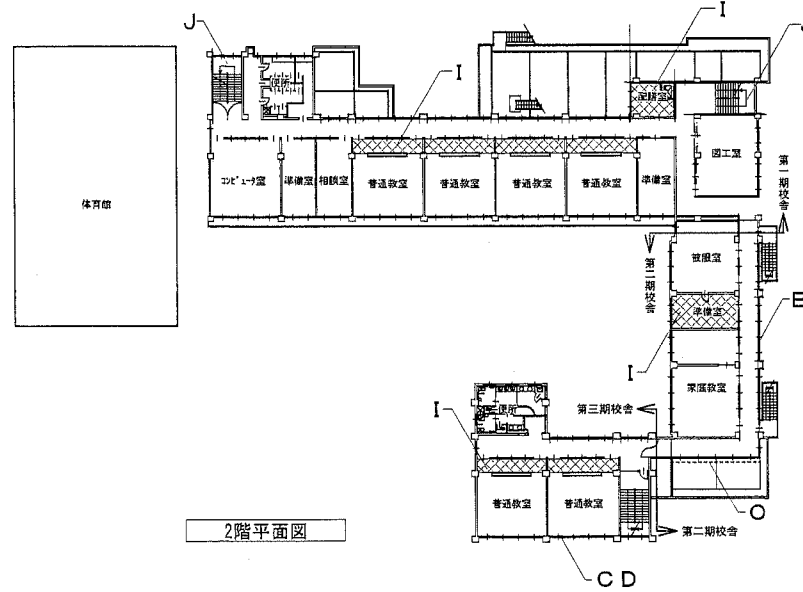 I
J
J
便所
I
配膳室
図工室
コンピュータ室
準備室
相談室
普通教室
普通教室
普通教室
普通教室
準備室
体育館
第一期校舎
第二期校舎
被服室
準備室
E
I
家庭教室
I
便所
第三期校舎
普通教室
普通教室
O
第二期校舎
2階平面図
C D